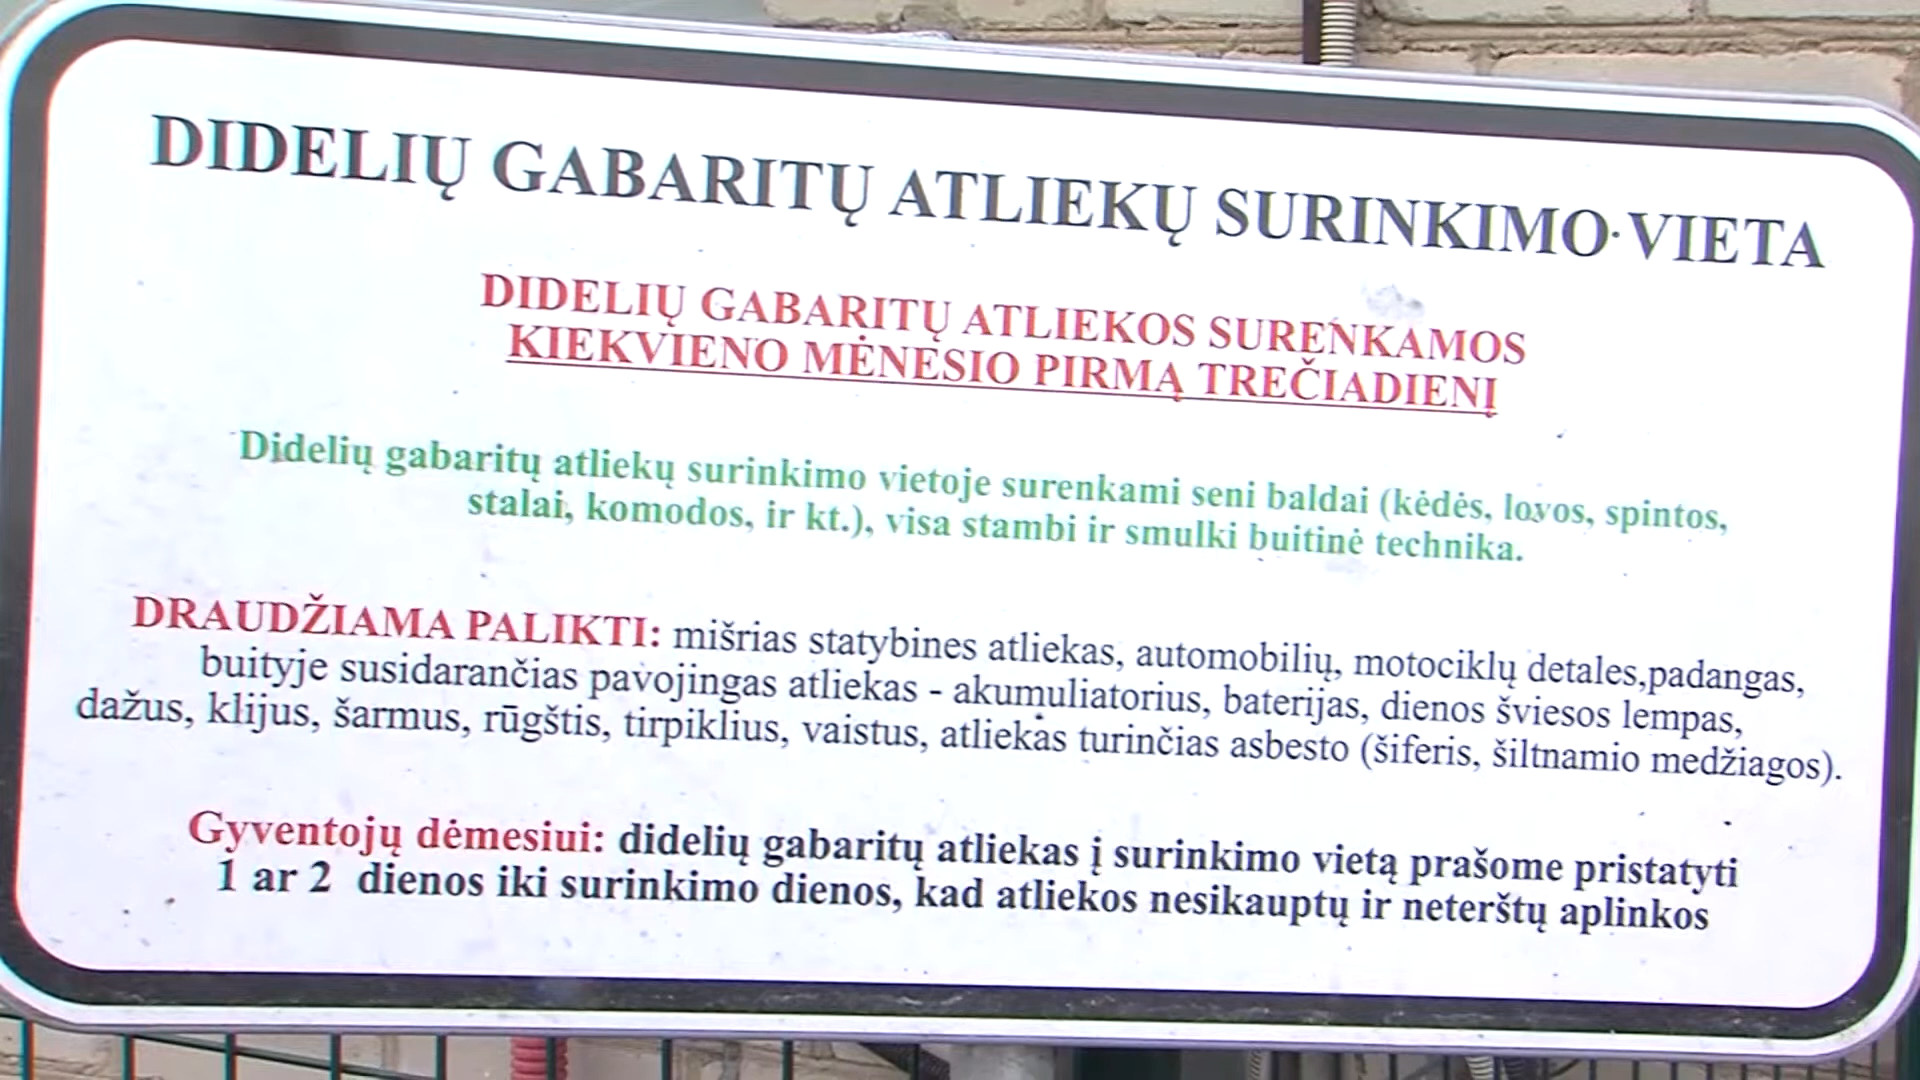 DIDELIŲ GABARITŲ ATLIEKŲ SURINKIMO VIETA
DIDELIŲ GABARITŲ ATLIEKOS SURENKAMOS
KIEKVIENO MĖNESIO PIRMĄ TREČIADIENĮ
Didelių gabaritų atliekų surinkimo vietoje surenkami seni baldai (kėdės, lovos, spintos,
stalai, komodos, ir kt.), visa stambi ir smulki buitinė technika.
DRAUDŽIAMA PALIKTI: mišrias statybines atliekas, automobilių, motociklų detales,padangas,
buityje susidarančias pavojingas atliekas - akumuliatorius, baterijas, dienos šviesos lempas,
dažus, klijus, šarmus, rūgštis, tirpiklius, vaistus, atliekas turinčias asbesto (šiferis, šiltnamio medžiagos).
Gyventojų dėmesiui: didelių gabaritų atliekas į surinkimo vietą prašome pristatyti
1 ar 2 dienos iki surinkimo dienos, kad atliekos nesikauptų ir neterštų aplinkos